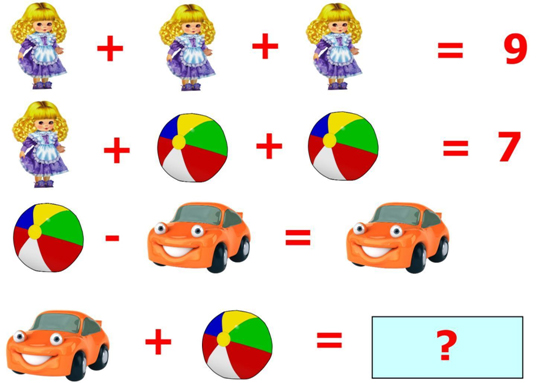 + + = 9
+ + = 7
- =
+ = ?